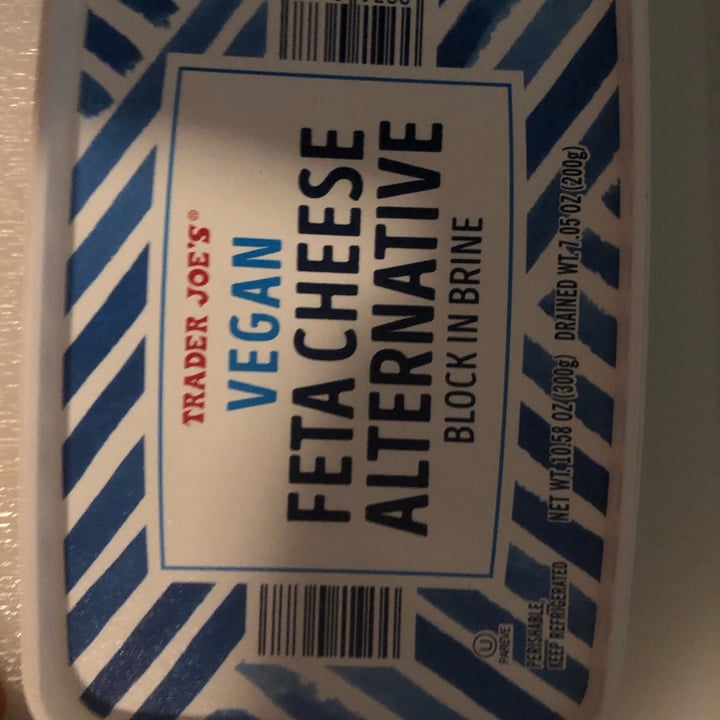 TRADER JOE'S®
VEGAN
FETA CHEESE
ALTERNATIVE
BLOCK IN BRINE
U
PAREVE
PERISHABLE,
KEEP REFRIGERATED
NET WT. 10.58 OZ (300g) DRAINED WT. 7.05 OZ (200g)